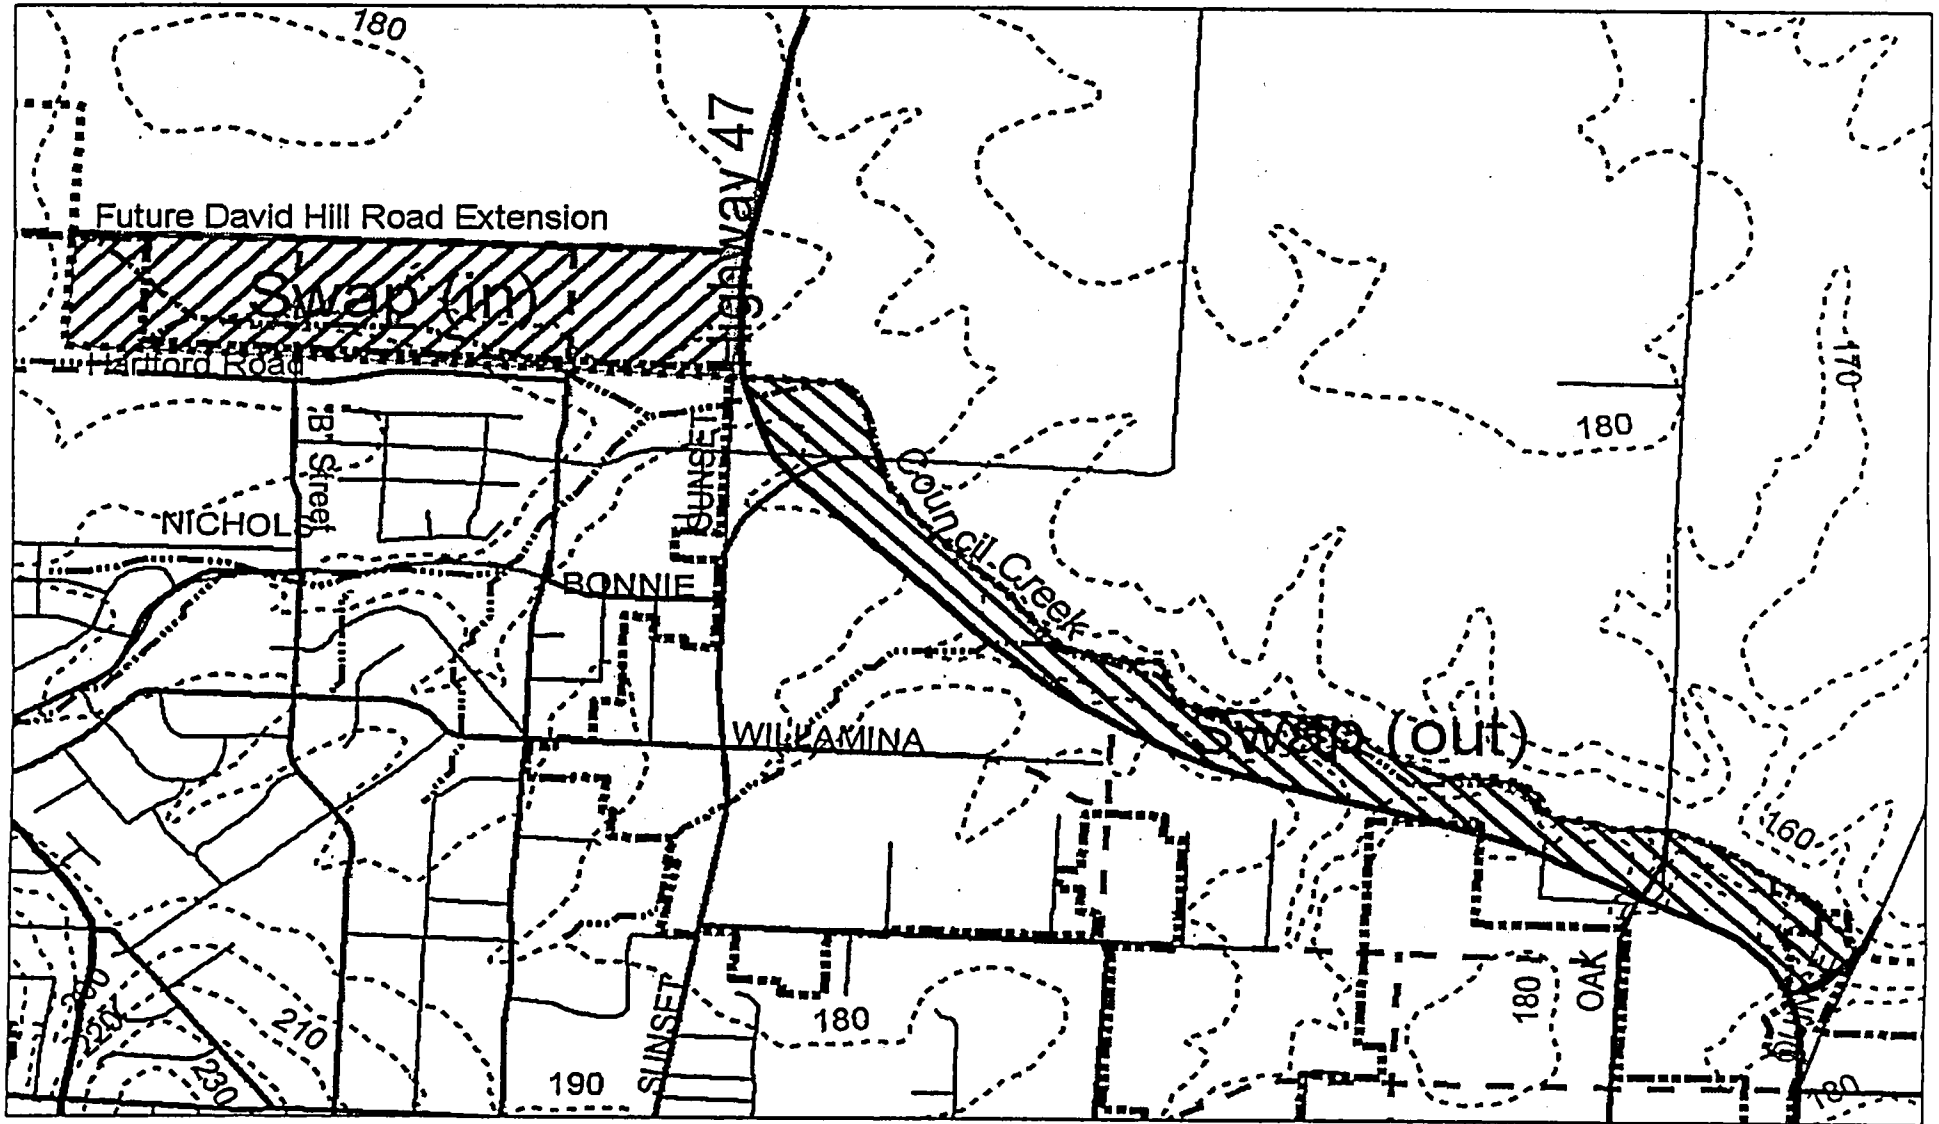 180
Highway 47
Future David Hill Road Extension
Swap (in)
Hartford Road
170
180
'B' Street
SUNSET
Council Creek
NICHOLS
BONNIE
Swap (out)
WILLAMINA
160
OAK
180
180
SUNSET
210
220
230
190
180